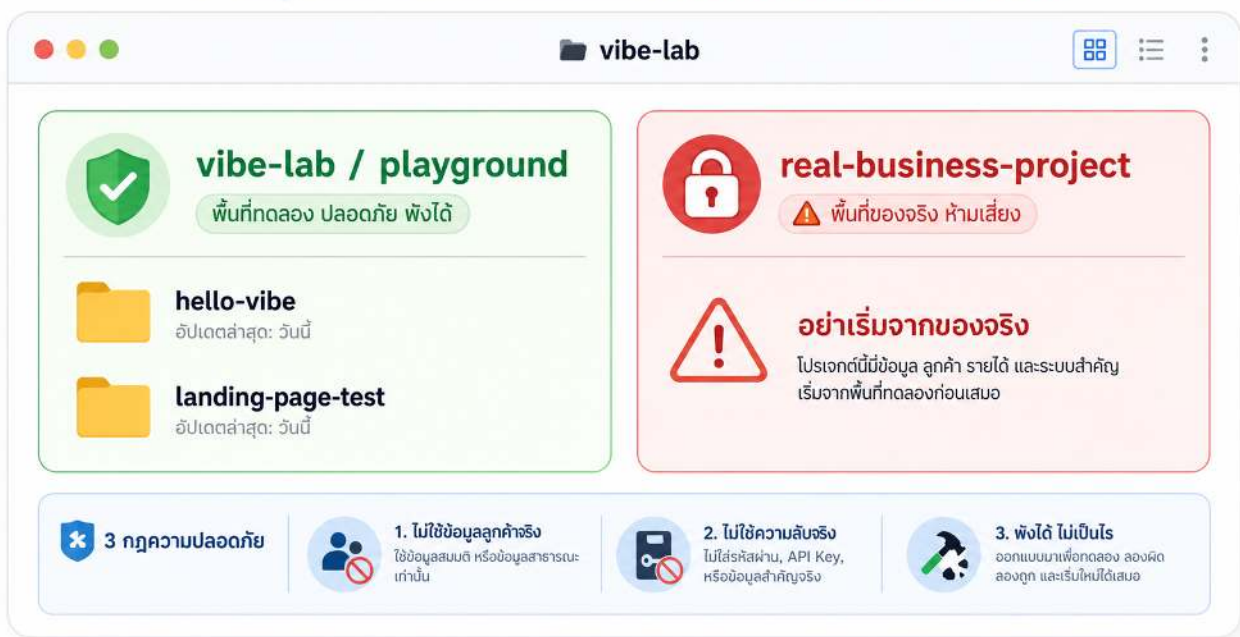 vibe-lab
vibe-lab / playground
พื้นที่ทดลอง ปลอดภัย พังได้
hello-vibe
อัปเดตล่าสุด: วันนี้
landing-page-test
อัปเดตล่าสุด: วันนี้
real-business-project
พื้นที่ของจริง ห้ามเสี่ยง
อย่าเริ่มจากของจริง
โปรเจกต์นี้มีข้อมูล ลูกค้า รายได้ และระบบสำคัญ
เริ่มจากพื้นที่ทดลองก่อนเสมอ
3 กฎความปลอดภัย
1. ไม่ใช้ข้อมูลลูกค้าจริง
ใช้ข้อมูลสมมติ หรือข้อมูลสาธารณะ
เท่านั้น
2. ไม่ใช้ความลับจริง
ไม่ใส่รหัสผ่าน, API Key,
หรือข้อมูลสำคัญจริง
3. พังได้ ไม่เป็นไร
ออกแบบมาเพื่อทดลอง ลองผิด
ลองถูก และเริ่มใหม่ได้เสมอ